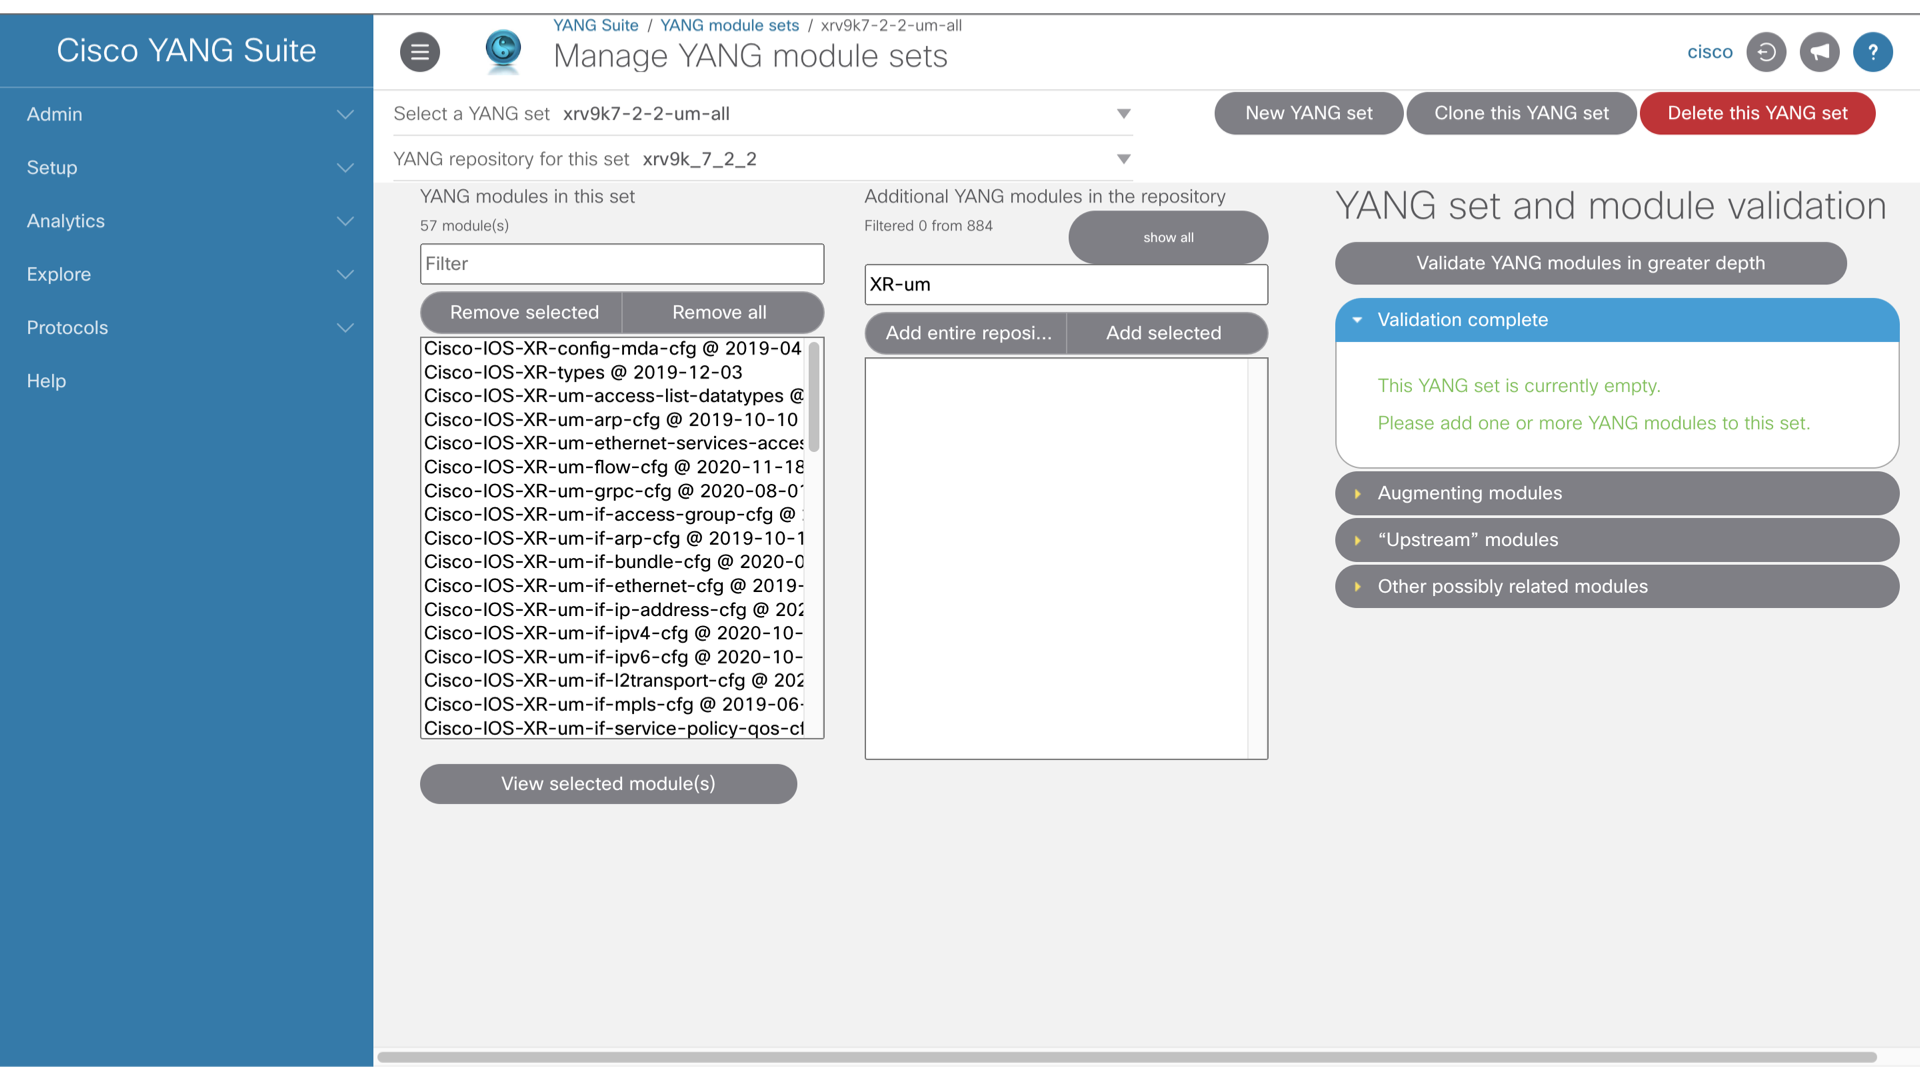 Cisco YANG Suite
Admin
Setup
Analytics
Explore
Protocols
Help
YANG Suite / YANG module sets / xrv9k7-2-2-um-all
Manage YANG module sets
cisco
?
Select a YANG set xrv9k7-2-2-um-all
New YANG set
Clone this YANG set
Delete this YANG set
YANG repository for this set xrv9k_7_2_2
YANG modules in this set
57 module(s)
Filter
Remove selected
Remove all
Cisco-IOS-XR-config-mda-cfg @ 2019-04
Cisco-IOS-XR-types @ 2019-12-03
Cisco-IOS-XR-um-access-list-datatypes @
Cisco-IOS-XR-um-arp-cfg @ 2019-10-10
Cisco-IOS-XR-um-ethernet-services-acces
Cisco-IOS-XR-um-flow-cfg @ 2020-11-18
Cisco-IOS-XR-um-grpc-cfg @ 2020-08-01
Cisco-IOS-XR-um-if-access-group-cfg @
Cisco-IOS-XR-um-if-arp-cfg @ 2019-10-1
Cisco-IOS-XR-um-if-bundle-cfg @ 2020-0
Cisco-IOS-XR-um-if-ethernet-cfg @ 2019-
Cisco-IOS-XR-um-if-ip-address-cfg @ 202
Cisco-IOS-XR-um-if-ipv4-cfg @ 2020-10-
Cisco-IOS-XR-um-if-ipv6-cfg @ 2020-10-
Cisco-IOS-XR-um-if-l2transport-cfg @ 202
Cisco-IOS-XR-um-if-mpls-cfg @ 2019-06-
Cisco-IOS-XR-um-if-service-policy-qos-cf
View selected module(s)
Additional YANG modules in the repository
Filtered 0 from 884
show all
XR-um
Add entire reposi...
Add selected
YANG set and module validation
Validate YANG modules in greater depth
Validation complete
This YANG set is currently empty.
Please add one or more YANG modules to this set.
Augmenting modules
“Upstream” modules
Other possibly related modules